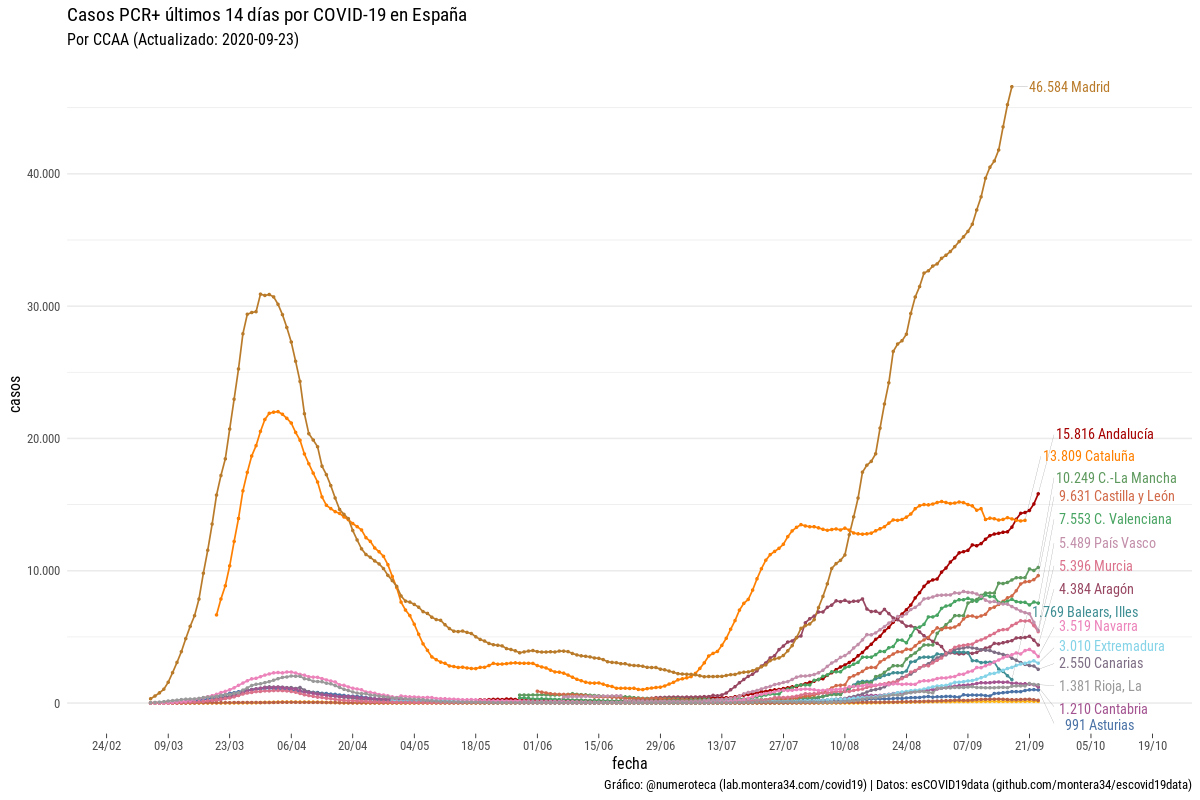 Casos PCR+ últimos 14 días por COVID-19 en España
Por CCAA (Actualizado: 2020-09-23)
46.584 Madrid
40.000
30.000
casos
15.816 Andalucía
20.000
13.809 Cataluña
10.249 C.-La Mancha
9.631 Castilla y León
7.553 C. Valenciana
5.489 País Vasco
5.396 Murcia
10.000
4.384 Aragón
1.769 Balears, Illes
3.519 Navarra
3.010 Extremadura
2.550 Canarias
1.381 Rioja, La
0
1.210 Cantabria
991 Asturias
24/02 09/03 23/03 06/04 20/04 04/05 18/05 01/06 15/06 29/06 13/07 27/07 10/08 24/08 07/09 21/09 05/10 19/10
fecha
Gráfico: @numeroteca (lab.montera34.com/covid19) | Datos: esCOVID19data (github.com/montera34/escovid19data)